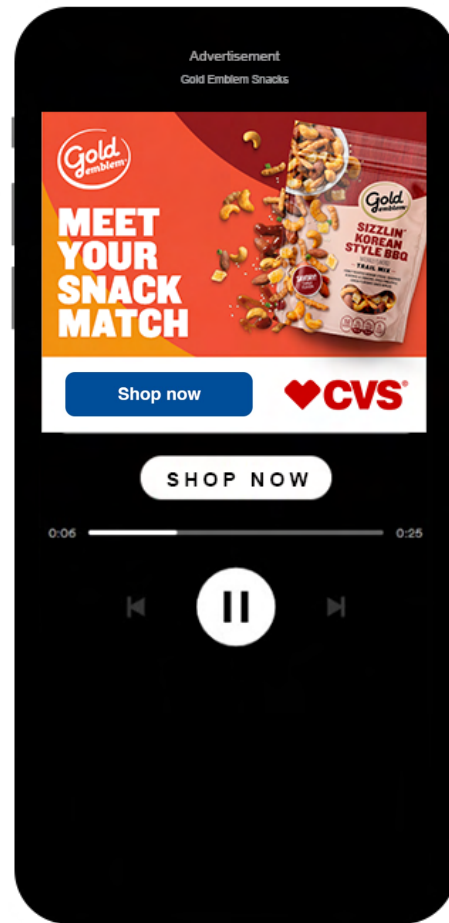 Advertisement
Gold Emblem Snacks
Gold
emblem
MEET
YOUR
SNACK
MATCH
Gold
emblem
SIZZLIN'
KOREAN
STYLE BBQ
TRAIL MIX
Shop now
CVS®
SHOP NOW
0:06
0:25